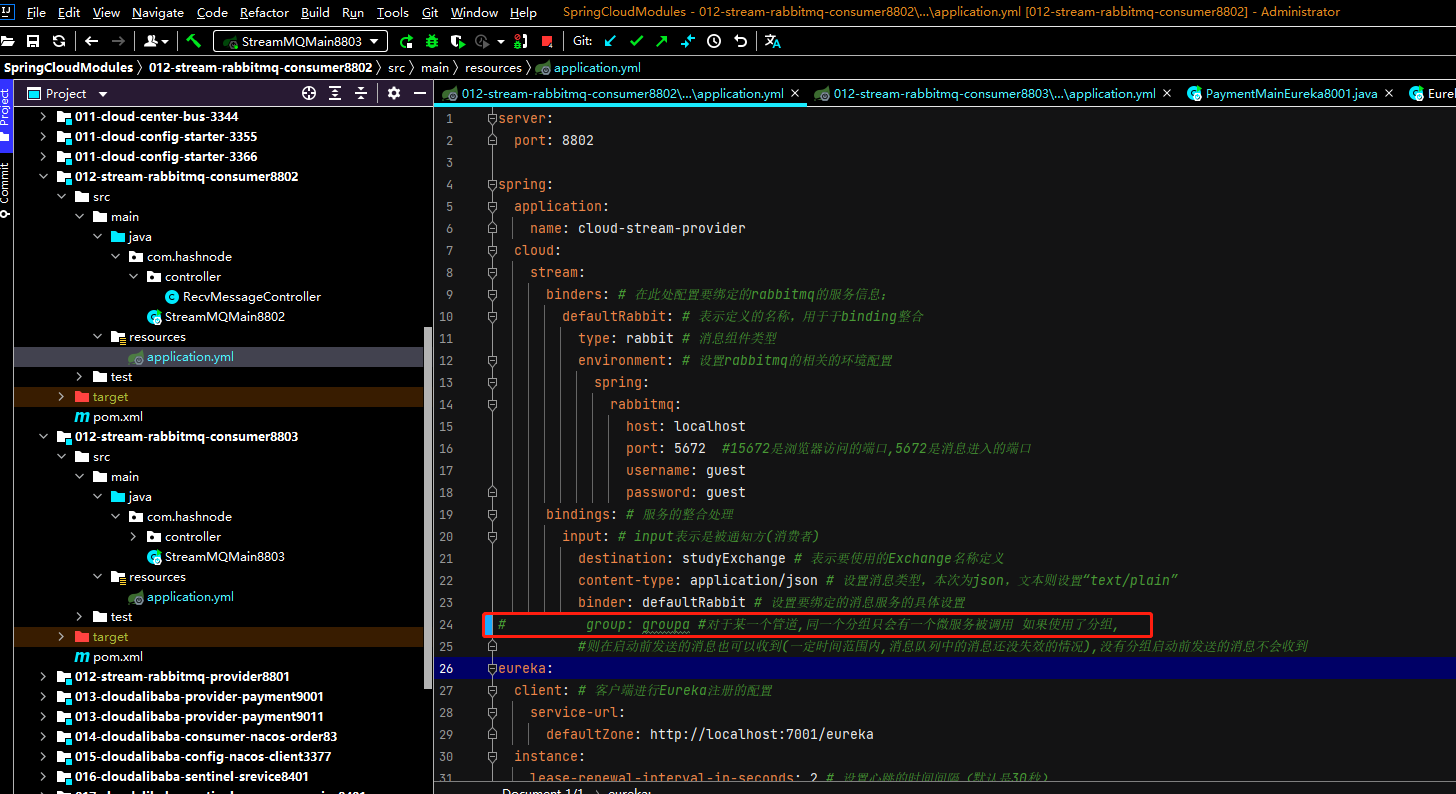 File Edit View Navigate Code Refactor Build Run Tools Git Window Help SpringCloudModules - 012-stream-rabbitmq-consumer8802\...\application.yml [012-stream-rabbitmq-consumer8802] - Administrator
StreamMQMain8803 Git:
SpringCloudModules 012-stream-rabbitmq-consumer8802 src main resources application.yml
Project
Commit
Project
011-cloud-center-bus-3344
011-cloud-config-starter-3355
011-cloud-config-starter-3366
012-stream-rabbitmq-consumer8802
src
main
java
com.hashnode
controller
RecvMessageController
StreamMQMain8802
resources
application.yml
test
target
pom.xml
012-stream-rabbitmq-consumer8803
src
main
java
com.hashnode
controller
StreamMQMain8803
resources
application.yml
test
target
pom.xml
012-stream-rabbitmq-provider8801
013-cloudalibaba-provider-payment9001
013-cloudalibaba-provider-payment9011
014-cloudalibaba-consumer-nacos-order83
015-cloudalibaba-config-nacos-client3377
016-cloudalibaba-sentinel-srevice8401
012-stream-rabbitmq-consumer8802\...\application.yml 012-stream-rabbitmq-consumer8803\...\application.yml PaymentMainEureka8001.java Eure
1 server:
2 port: 8802
3
4 spring:
5 application:
6 name: cloud-stream-provider
7 cloud:
8 stream:
9 binders: # 在此处配置要绑定的rabbitmq的服务信息；
10 defaultRabbit: # 表示定义的名称，用于于binding整合
11 type: rabbit # 消息组件类型
12 environment: # 设置rabbitmq的相关的环境配置
13 spring:
14 rabbitmq:
15 host: localhost
16 port: 5672 #15672是浏览器访问的端口,5672是消息进入的端口
17 username: guest
18 password: guest
19 bindings: # 服务的整合处理
20 input: # input表示是被通知方(消费者)
21 destination: studyExchange # 表示要使用的Exchange名称定义
22 content-type: application/json # 设置消息类型，本次为json，文本则设置“text/plain”
23 binder: defaultRabbit # 设置要绑定的消息服务的具体设置
24 # group: groupa #对于某一个管道,同一个分组只会有一个微服务被调用 如果使用了分组,
25 #则在启动前发送的消息也可以收到(一定时间范围内,消息队列中的消息还没失效的情况),没有分组启动前发送的消息不会收到
26 eureka:
27 client: # 客户端进行Eureka注册的配置
28 service-url:
29 defaultZone: http://localhost:7001/eureka
30 instance:
31 lease-renewal-interval-in-seconds: 2 # 设置心跳的时间间隔（默认是30秒）
Document 1/1 eureka: